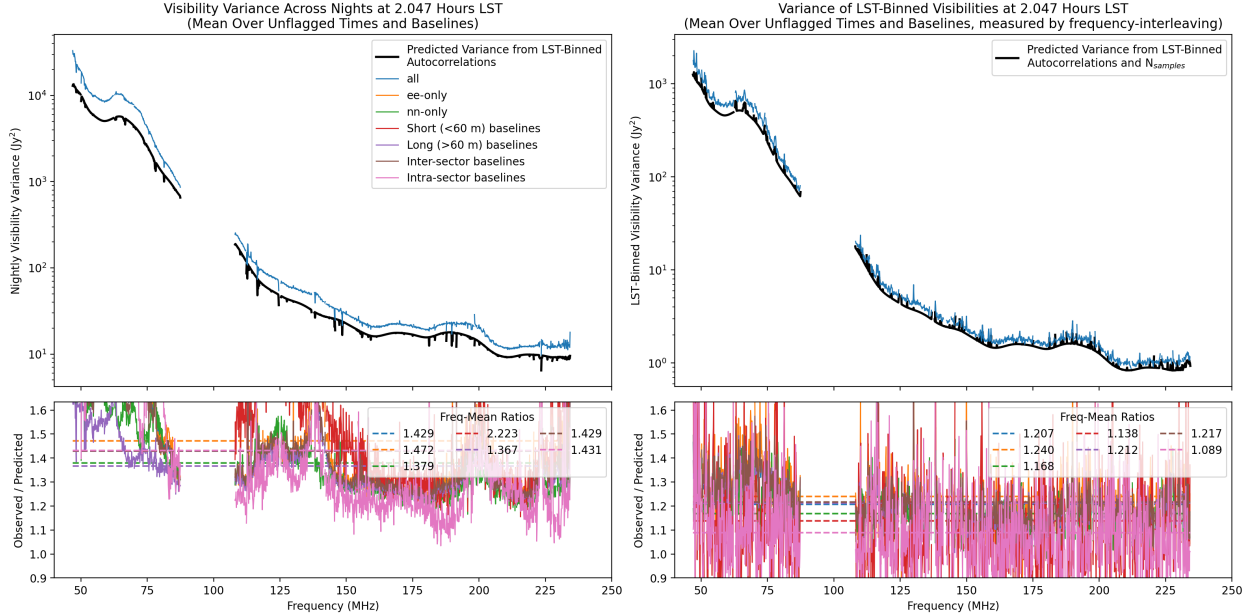 Visibility Variance Across Nights at 2.047 Hours LST
(Mean Over Unflagged Times and Baselines)
Nightly Visibility Variance (Jy²)
10⁴
10³
10²
10¹
Predicted Variance from LST-Binned
Autocorrelations
all
ee-only
nn-only
Short (<60 m) baselines
Long (>60 m) baselines
Inter-sector baselines
Intra-sector baselines
Observed / Predicted
1.6
1.5
1.4
1.3
1.2
1.1
1.0
0.9
Freq-Mean Ratios
1.429 2.223 1.429
1.472 1.367 1.431
1.379
50 75 100 125 150 175 200 225 250
Frequency (MHz)
Variance of LST-Binned Visibilities at 2.047 Hours LST
(Mean Over Unflagged Times and Baselines, measured by frequency-interleaving)
LST-Binned Visibility Variance (Jy²)
10³
10²
10¹
10⁰
Predicted Variance from LST-Binned
Autocorrelations and N_samples
Observed / Predicted
1.6
1.5
1.4
1.3
1.2
1.1
1.0
0.9
Freq-Mean Ratios
1.207 1.138 1.217
1.240 1.212 1.089
1.168
50 75 100 125 150 175 200 225 250
Frequency (MHz)